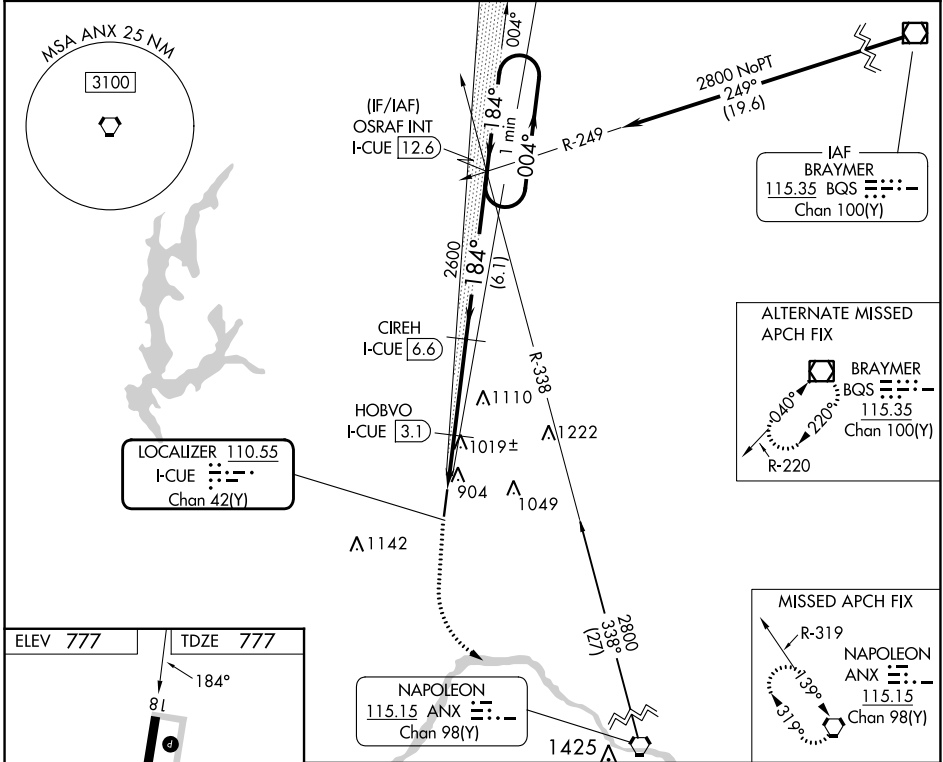 MSA ANX 25 NM
3100
004°
184°
1 min
004°
(IF/IAF)
OSRAF INT
I-CUE 12.6
2800 NoPT
249°
(19.6)
R-249
IAF
BRAYMER
115.35 BQS
Chan 100(Y)
2600
184°
(6.1)
CIREH
I-CUE 6.6
R-338
HOBVO
I-CUE 3.1
1110
1019±
1222
904
1049
1142
LOCALIZER 110.55
I-CUE
Chan 42(Y)
ALTERNATE MISSED
APCH FIX
BRAYMER
BQS
115.35
Chan 100(Y)
040°
220°
R-220
2800
338°
(27)
NAPOLEON
115.15 ANX
Chan 98(Y)
1425
MISSED APCH FIX
R-319
NAPOLEON
ANX
115.15
Chan 98(Y)
139°
319°
ELEV 777
TDZE 777
184°
18
P